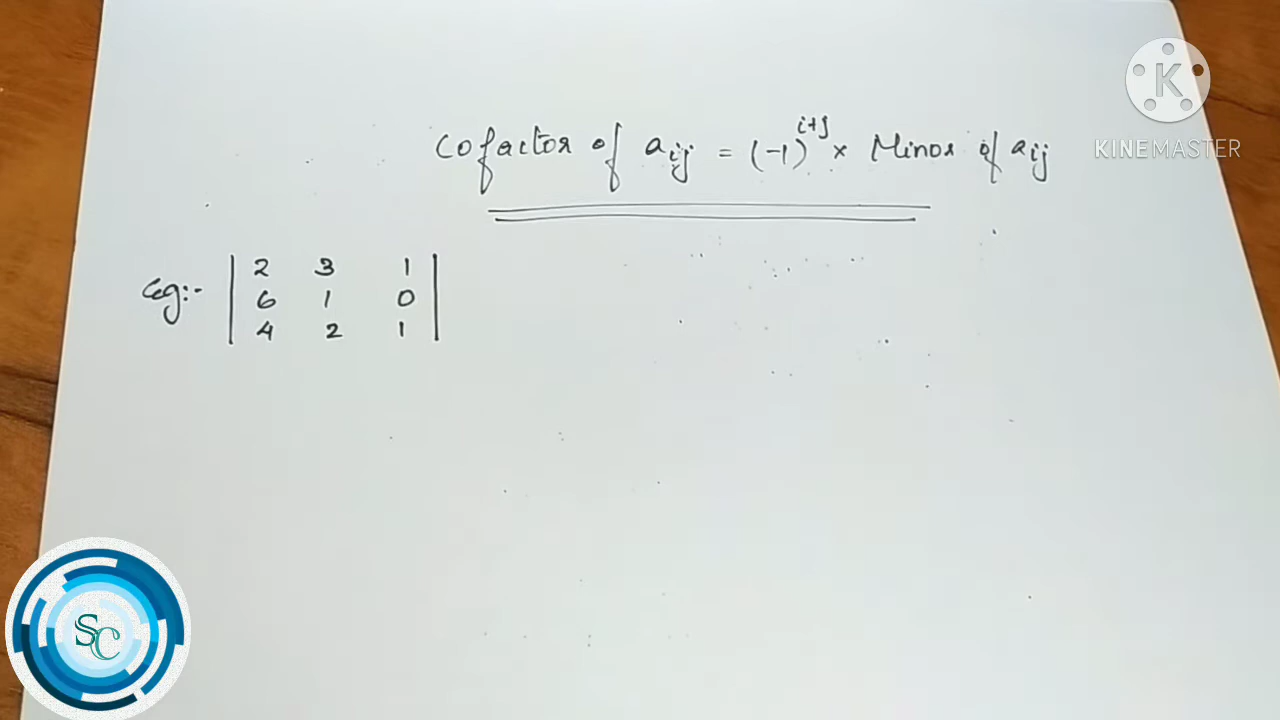 Cofactor of aij = (-1)^i+j × Minor of aij
eg:- | 2 3 1 |
| 6 1 0 |
| 4 2 1 |
K
KINEMASTER
SC